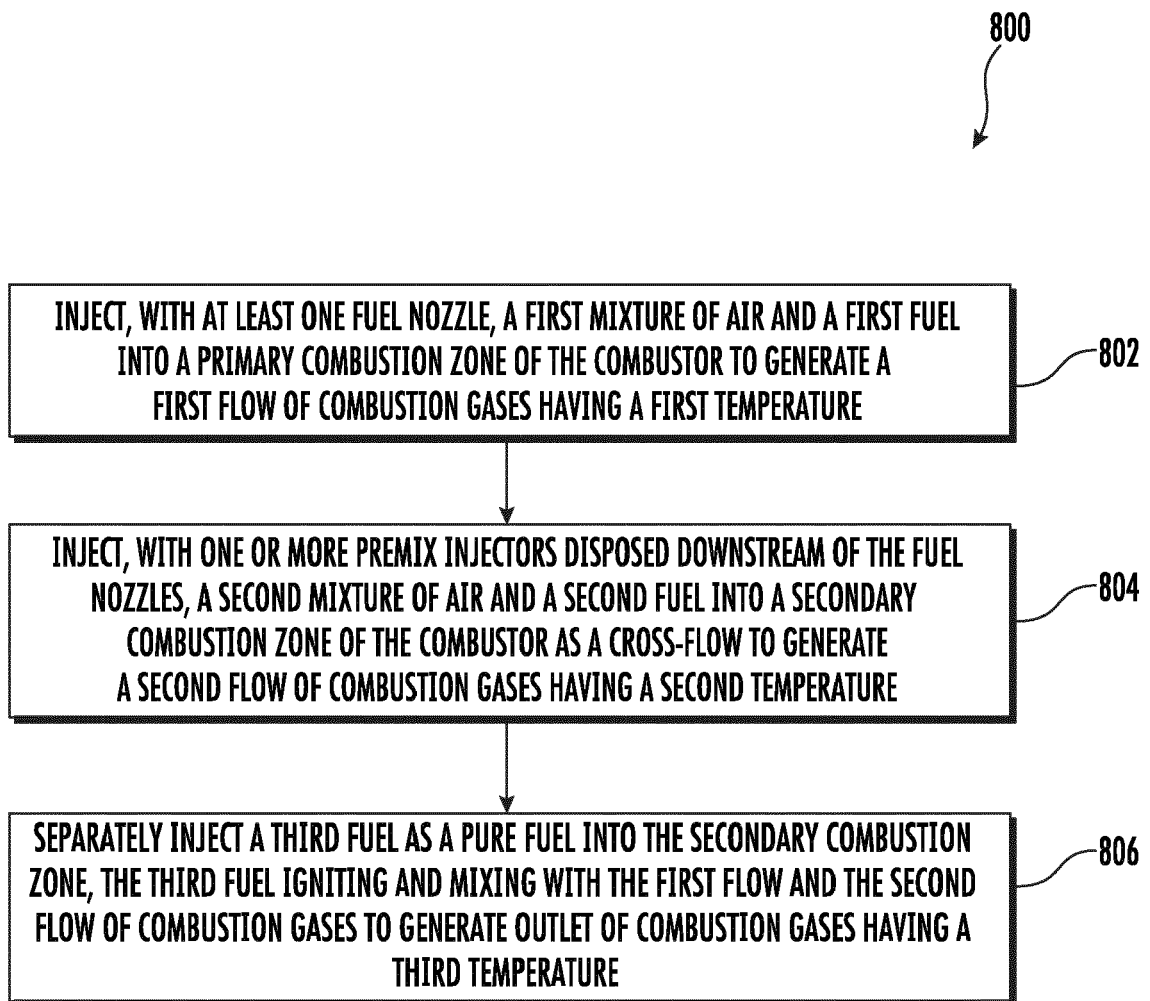 800
INJECT, WITH AT LEAST ONE FUEL NOZZLE, A FIRST MIXTURE OF AIR AND A FIRST FUEL
INTO A PRIMARY COMBUSTION ZONE OF THE COMBUSTOR TO GENERATE A
FIRST FLOW OF COMBUSTION GASES HAVING A FIRST TEMPERATURE
802
INJECT, WITH ONE OR MORE PREMIX INJECTORS DISPOSED DOWNSTREAM OF THE FUEL
NOZZLES, A SECOND MIXTURE OF AIR AND A SECOND FUEL INTO A SECONDARY
COMBUSTION ZONE OF THE COMBUSTOR AS A CROSS-FLOW TO GENERATE
A SECOND FLOW OF COMBUSTION GASES HAVING A SECOND TEMPERATURE
804
SEPARATELY INJECT A THIRD FUEL AS A PURE FUEL INTO THE SECONDARY COMBUSTION
ZONE, THE THIRD FUEL IGNITING AND MIXING WITH THE FIRST FLOW AND THE SECOND
FLOW OF COMBUSTION GASES TO GENERATE OUTLET OF COMBUSTION GASES HAVING A
THIRD TEMPERATURE
806